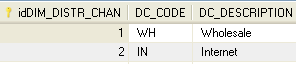 idDIM_DISTR_CHAN DC_CODE DC_DESCRIPTION
1 WH Wholesale
2 IN Internet